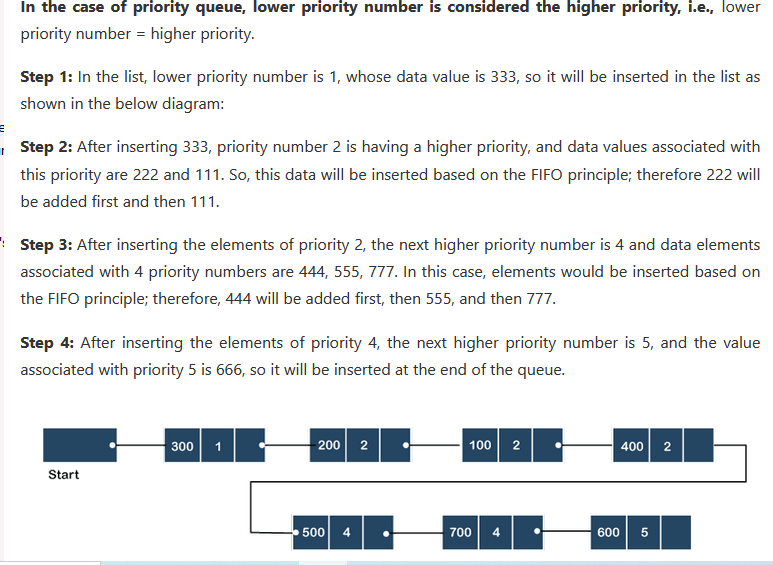 In the case of priority queue, lower priority number is considered the higher priority, i.e., lower
priority number = higher priority.
Step 1: In the list, lower priority number is 1, whose data value is 333, so it will be inserted in the list as
shown in the below diagram:
Step 2: After inserting 333, priority number 2 is having a higher priority, and data values associated with
this priority are 222 and 111. So, this data will be inserted based on the FIFO principle; therefore 222 will
be added first and then 111.
Step 3: After inserting the elements of priority 2, the next higher priority number is 4 and data elements
associated with 4 priority numbers are 444, 555, 777. In this case, elements would be inserted based on
the FIFO principle; therefore, 444 will be added first, then 555, and then 777.
Step 4: After inserting the elements of priority 4, the next higher priority number is 5, and the value
associated with priority 5 is 666, so it will be inserted at the end of the queue.
300 1 200 2 100 2 400 2
Start
500 4 700 4 600 5